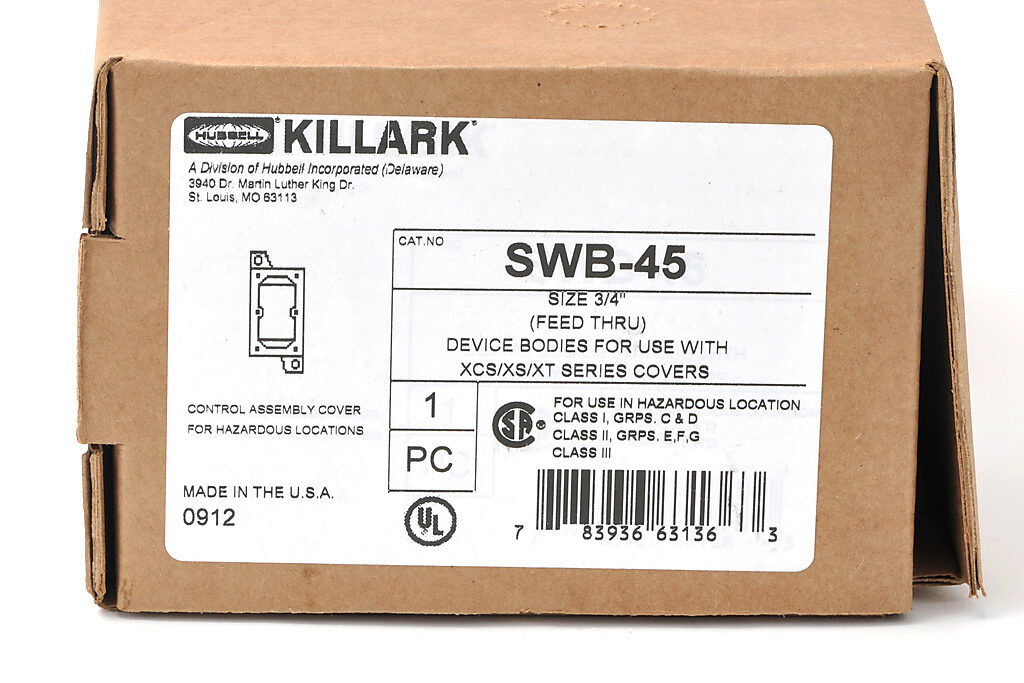 HUBBELL® KILLARK®
A Division of Hubbell Incorporated (Delaware)
3940 Dr. Martin Luther King Dr.
St. Louis, MO 63113
CAT.NO
SWB-45
SIZE 3/4"
(FEED THRU)
DEVICE BODIES FOR USE WITH
XCS/XS/XT SERIES COVERS
CONTROL ASSEMBLY COVER
FOR HAZARDOUS LOCATIONS
1
PC
SA®
FOR USE IN HAZARDOUS LOCATION
CLASS I, GRPS. C & D
CLASS II, GRPS. E,F,G
CLASS III
MADE IN THE U.S.A.
0912
UL
7 83936 63136 3